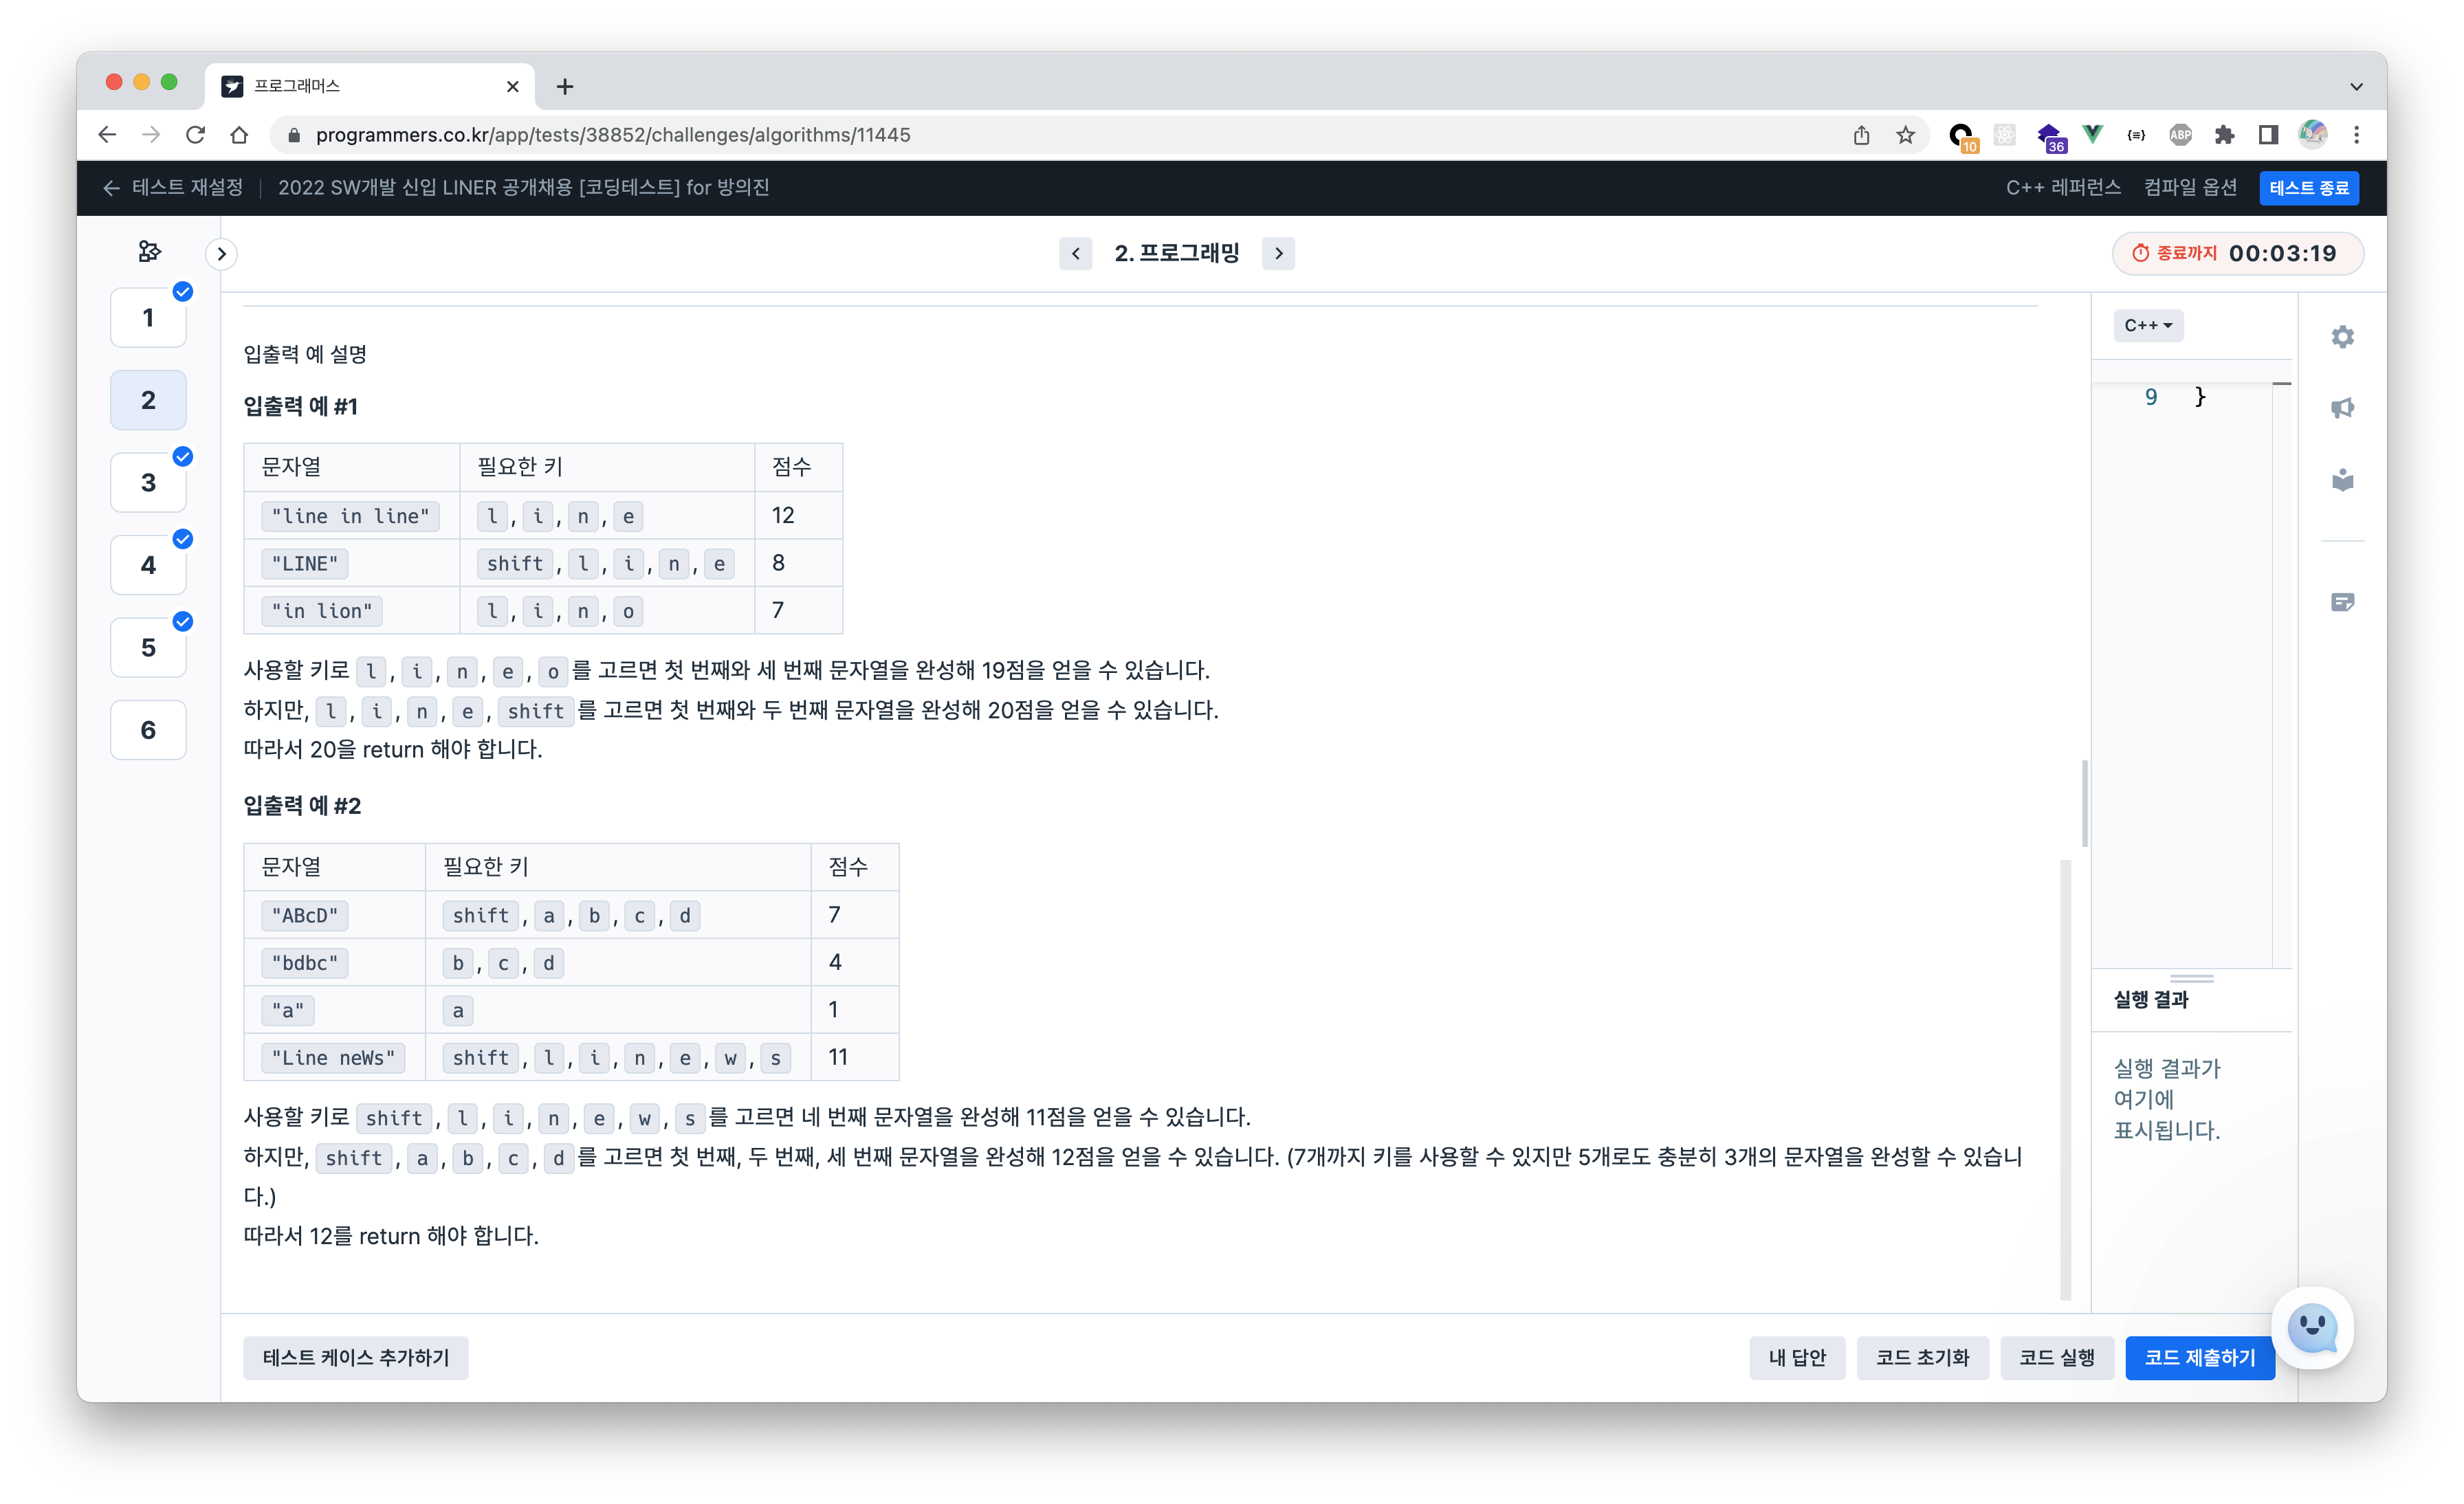 프로그래머스
programmers.co.kr/app/tests/38852/challenges/algorithms/11445
10
36
ABP
테스트 재설정 | 2022 SW개발 신입 LINER 공개채용 [코딩테스트] for 방의진
C++ 레퍼런스 컴파일 옵션 테스트 종료
2. 프로그래밍
종료까지 00:03:19
1
2
3
4
5
6
입출력 예 설명
입출력 예 #1
문자열 필요한 키 점수
"line in line" l, i, n, e 12
"LINE" shift, l, i, n, e 8
"in lion" l, i, n, o 7
사용할 키로 l, i, n, e, o를 고르면 첫 번째와 세 번째 문자열을 완성해 19점을 얻을 수 있습니다.
하지만, l, i, n, e, shift를 고르면 첫 번째와 두 번째 문자열을 완성해 20점을 얻을 수 있습니다.
따라서 20을 return 해야 합니다.
입출력 예 #2
문자열 필요한 키 점수
"ABcD" shift, a, b, c, d 7
"bdbc" b, c, d 4
"a" a 1
"Line neWs" shift, l, i, n, e, w, s 11
사용할 키로 shift, l, i, n, e, w, s를 고르면 네 번째 문자열을 완성해 11점을 얻을 수 있습니다.
하지만, shift, a, b, c, d를 고르면 첫 번째, 두 번째, 세 번째 문자열을 완성해 12점을 얻을 수 있습니다. (7개까지 키를 사용할 수 있지만 5개로도 충분히 3개의 문자열을 완성할 수 있습니
다.)
따라서 12를 return 해야 합니다.
C++
9 }
실행 결과
실행 결과가
여기에
표시됩니다.
테스트 케이스 추가하기
내 답안 코드 초기화 코드 실행 코드 제출하기